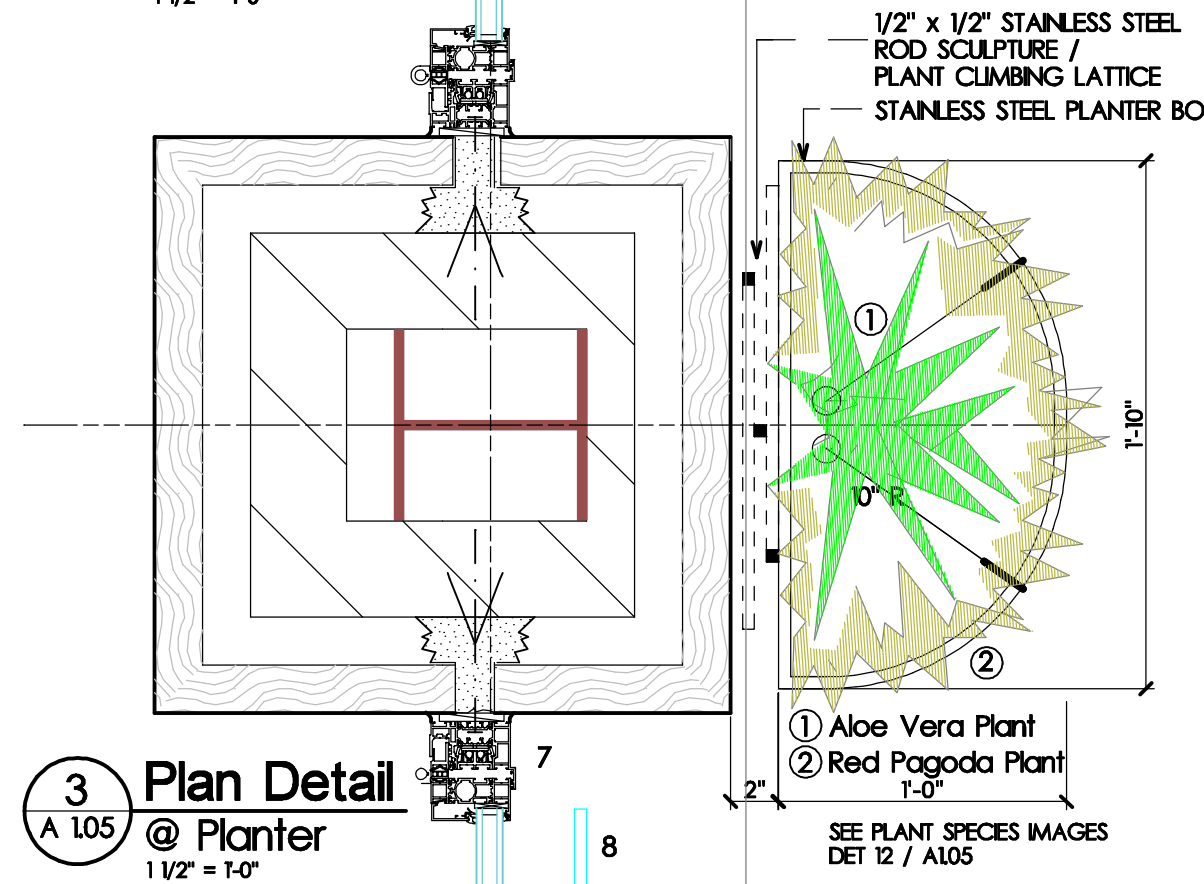 1/2" x 1/2" STAINLESS STEEL
ROD SCULPTURE /
PLANT CLIMBING LATTICE
STAINLESS STEEL PLANTER BO
1
1'-10"
10" R
2
1 Aloe Vera Plant
2 Red Pagoda Plant
2"
1'-0"
SEE PLANT SPECIES IMAGES
DET 12 / A1.05
7
8
3
A 1.05
Plan Detail
@ Planter
1 1/2" = 1'-0"